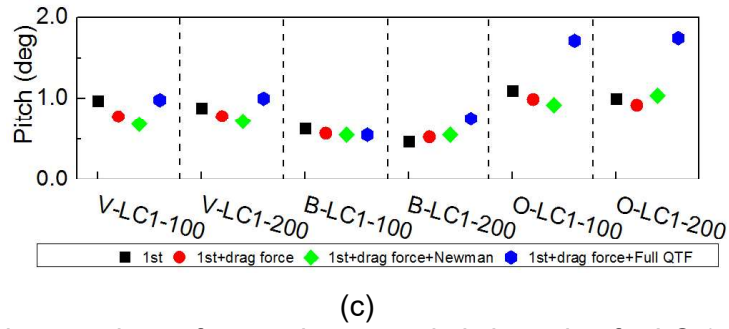 2.0
Pitch (deg)
1.0
0.0
V-LC1-100
V-LC1-200
B-LC1-100
B-LC1-200
O-LC1-100
O-LC1-200
1st 1st+drag force 1st+drag force+Newman 1st+drag force+Full QTF
(c)